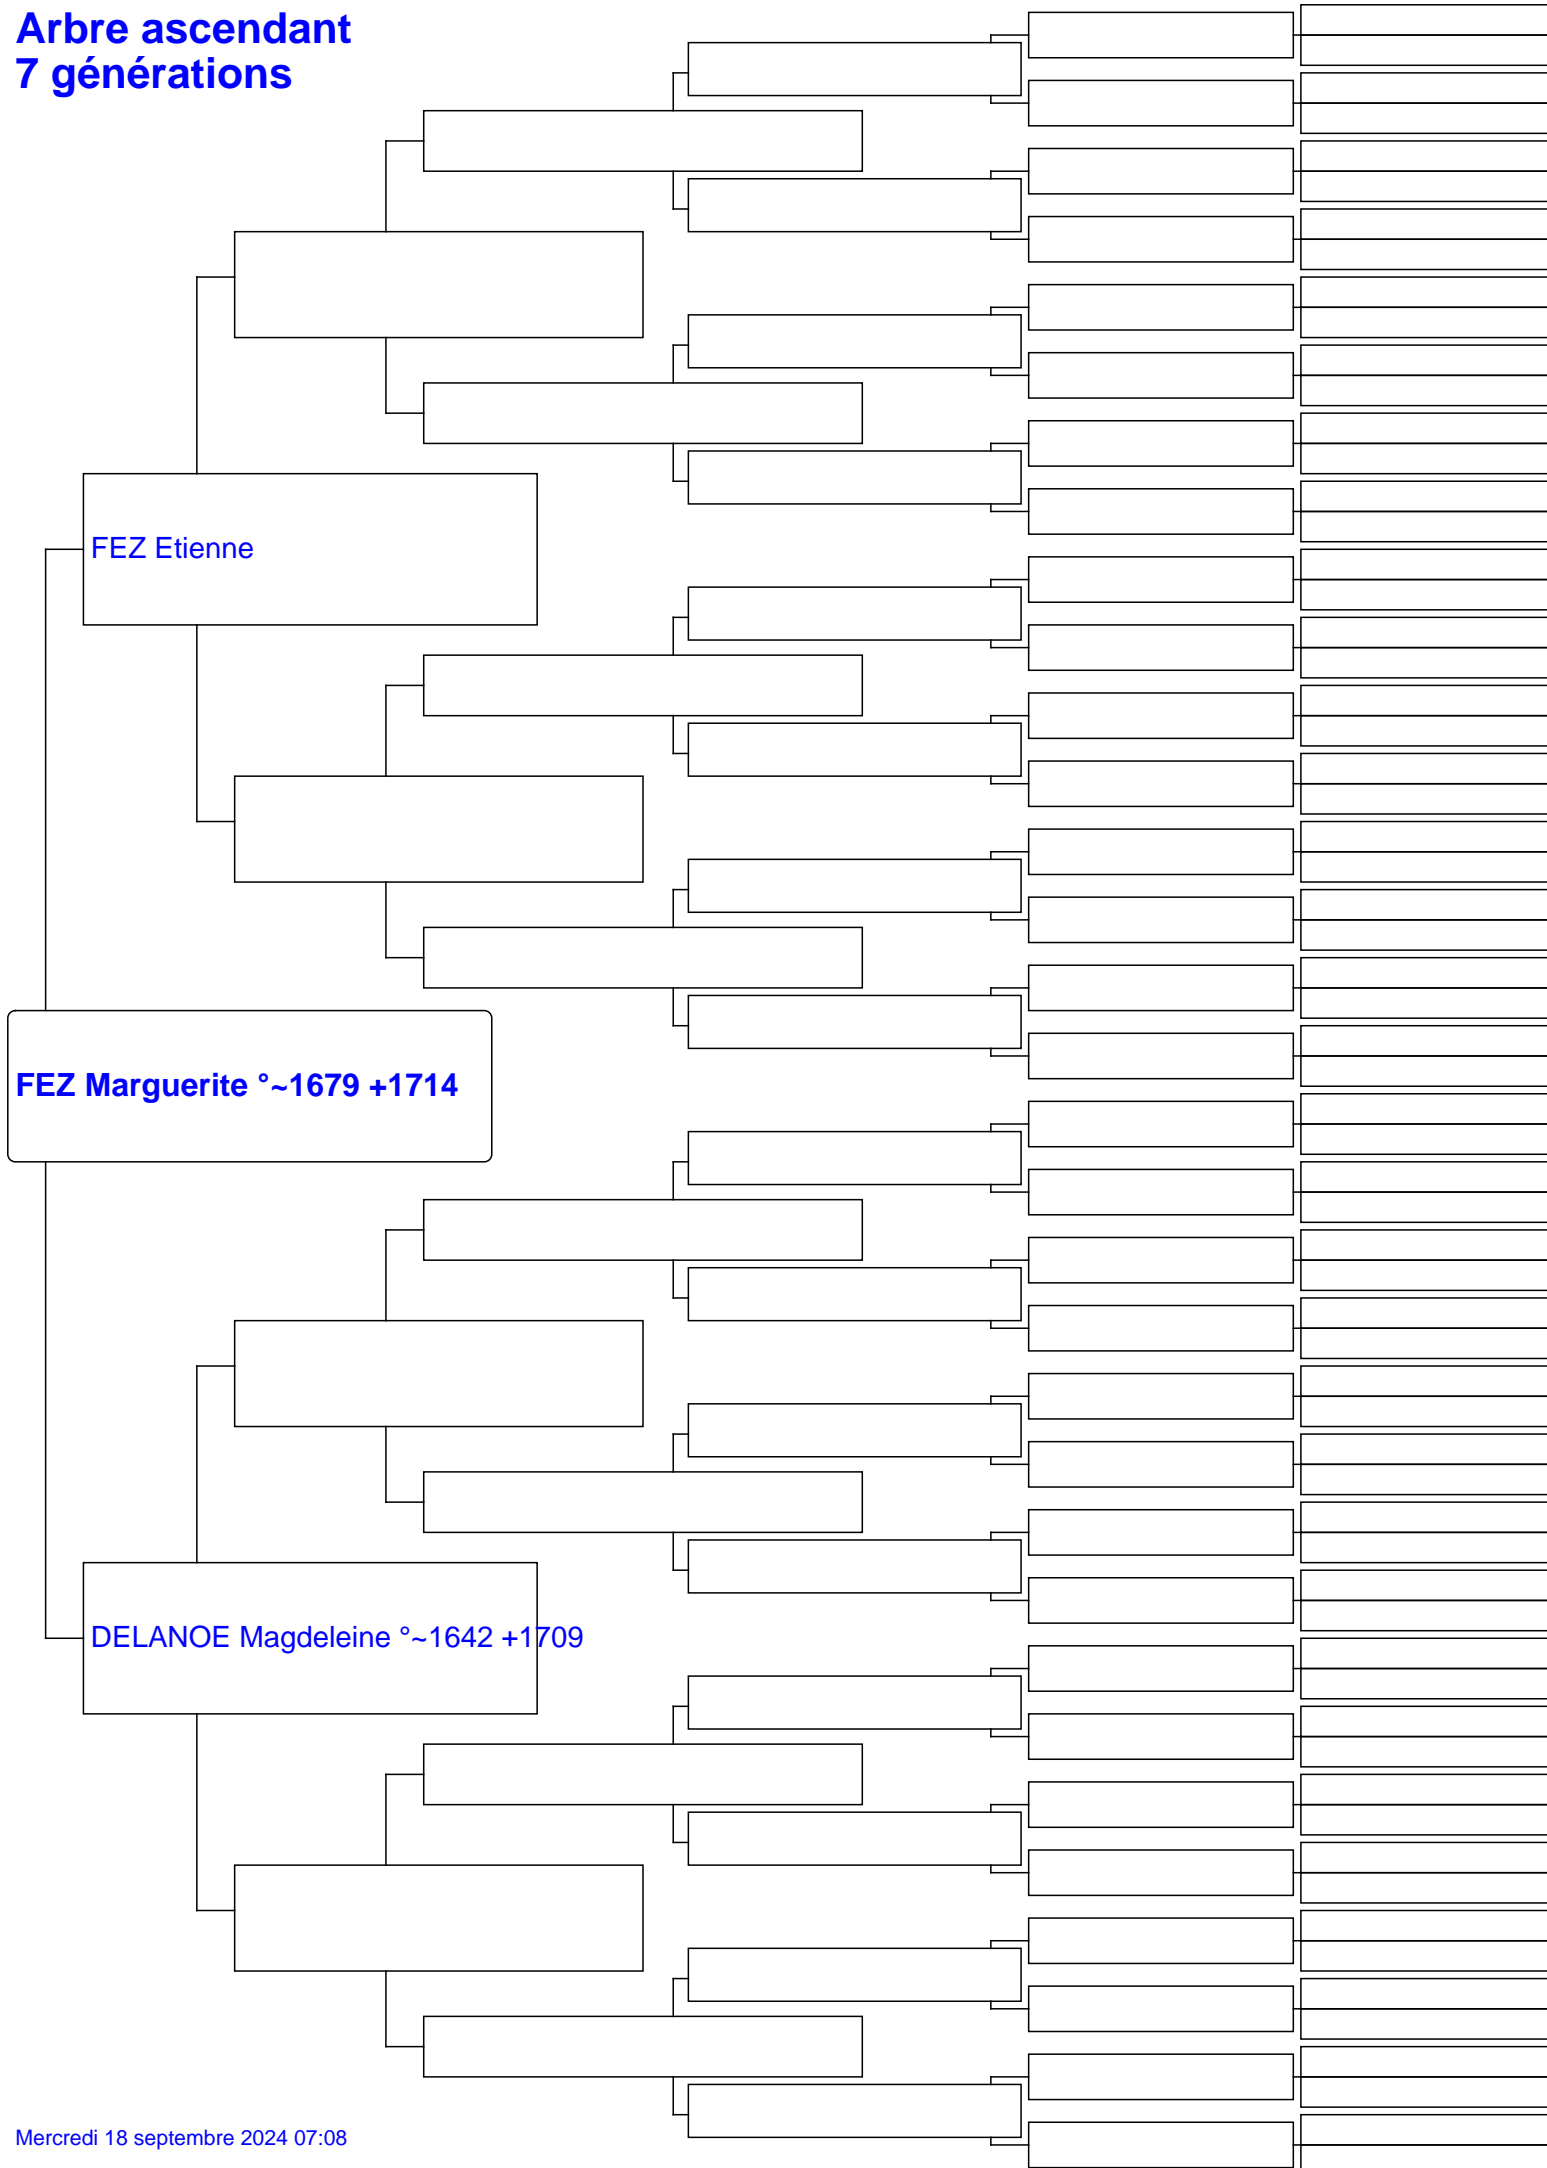 Arbre ascendant
7 générations
FEZ Etienne
FEZ Marguerite °~1679 +1714
DELANOE Magdeleine °~1642 +1709
Mercredi 18 septembre 2024 07:08